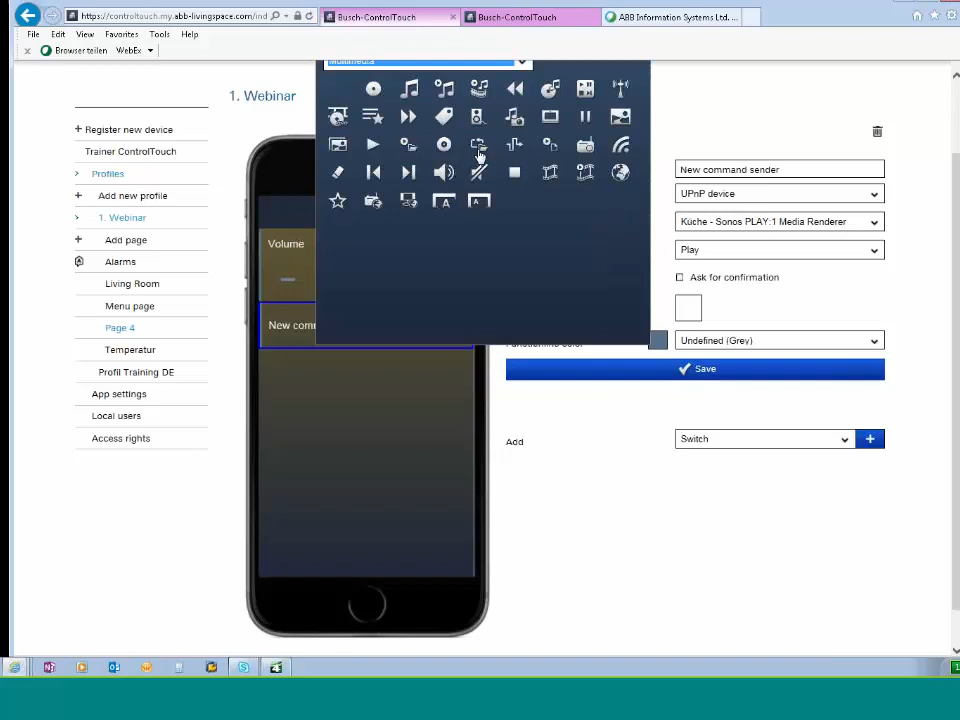 https://controltouch.my.abb-livingspace.com/ind
Busch-ControlTouch
Busch-ControlTouch
ABB Information Systems Ltd. ...
File Edit View Favorites Tools Help
Browser teilen WebEx
1. Webinar
Multimedia
+ Register new device
Trainer ControlTouch
Profiles
Add new profile
1. Webinar
Add page
Alarms
Living Room
Menu page
Page 4
Temperatur
Profil Training DE
App settings
Local users
Access rights
Volume
New com
A
A
New command sender
UPnP device
Küche - Sonos PLAY:1 Media Renderer
Play
Ask for confirmation
Undefined (Grey)
Save
Add
Switch